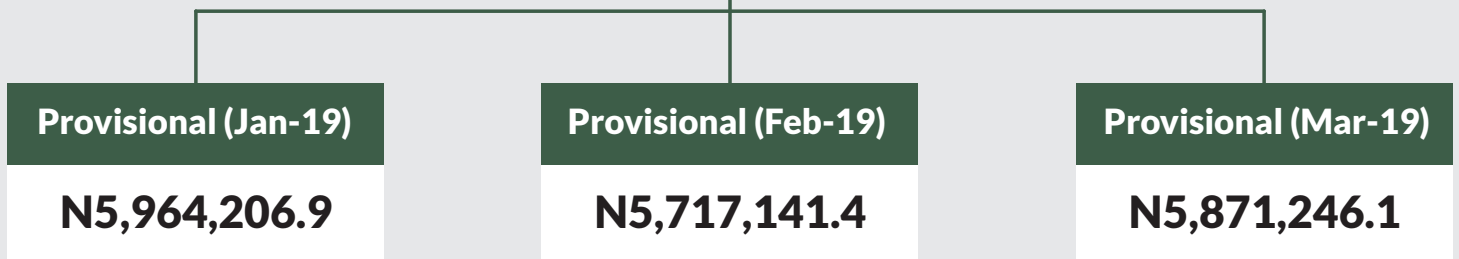 Provisional (Jan-19)
N5,964,206.9
Provisional (Feb-19)
N5,717,141.4
Provisional (Mar-19)
N5,871,246.1